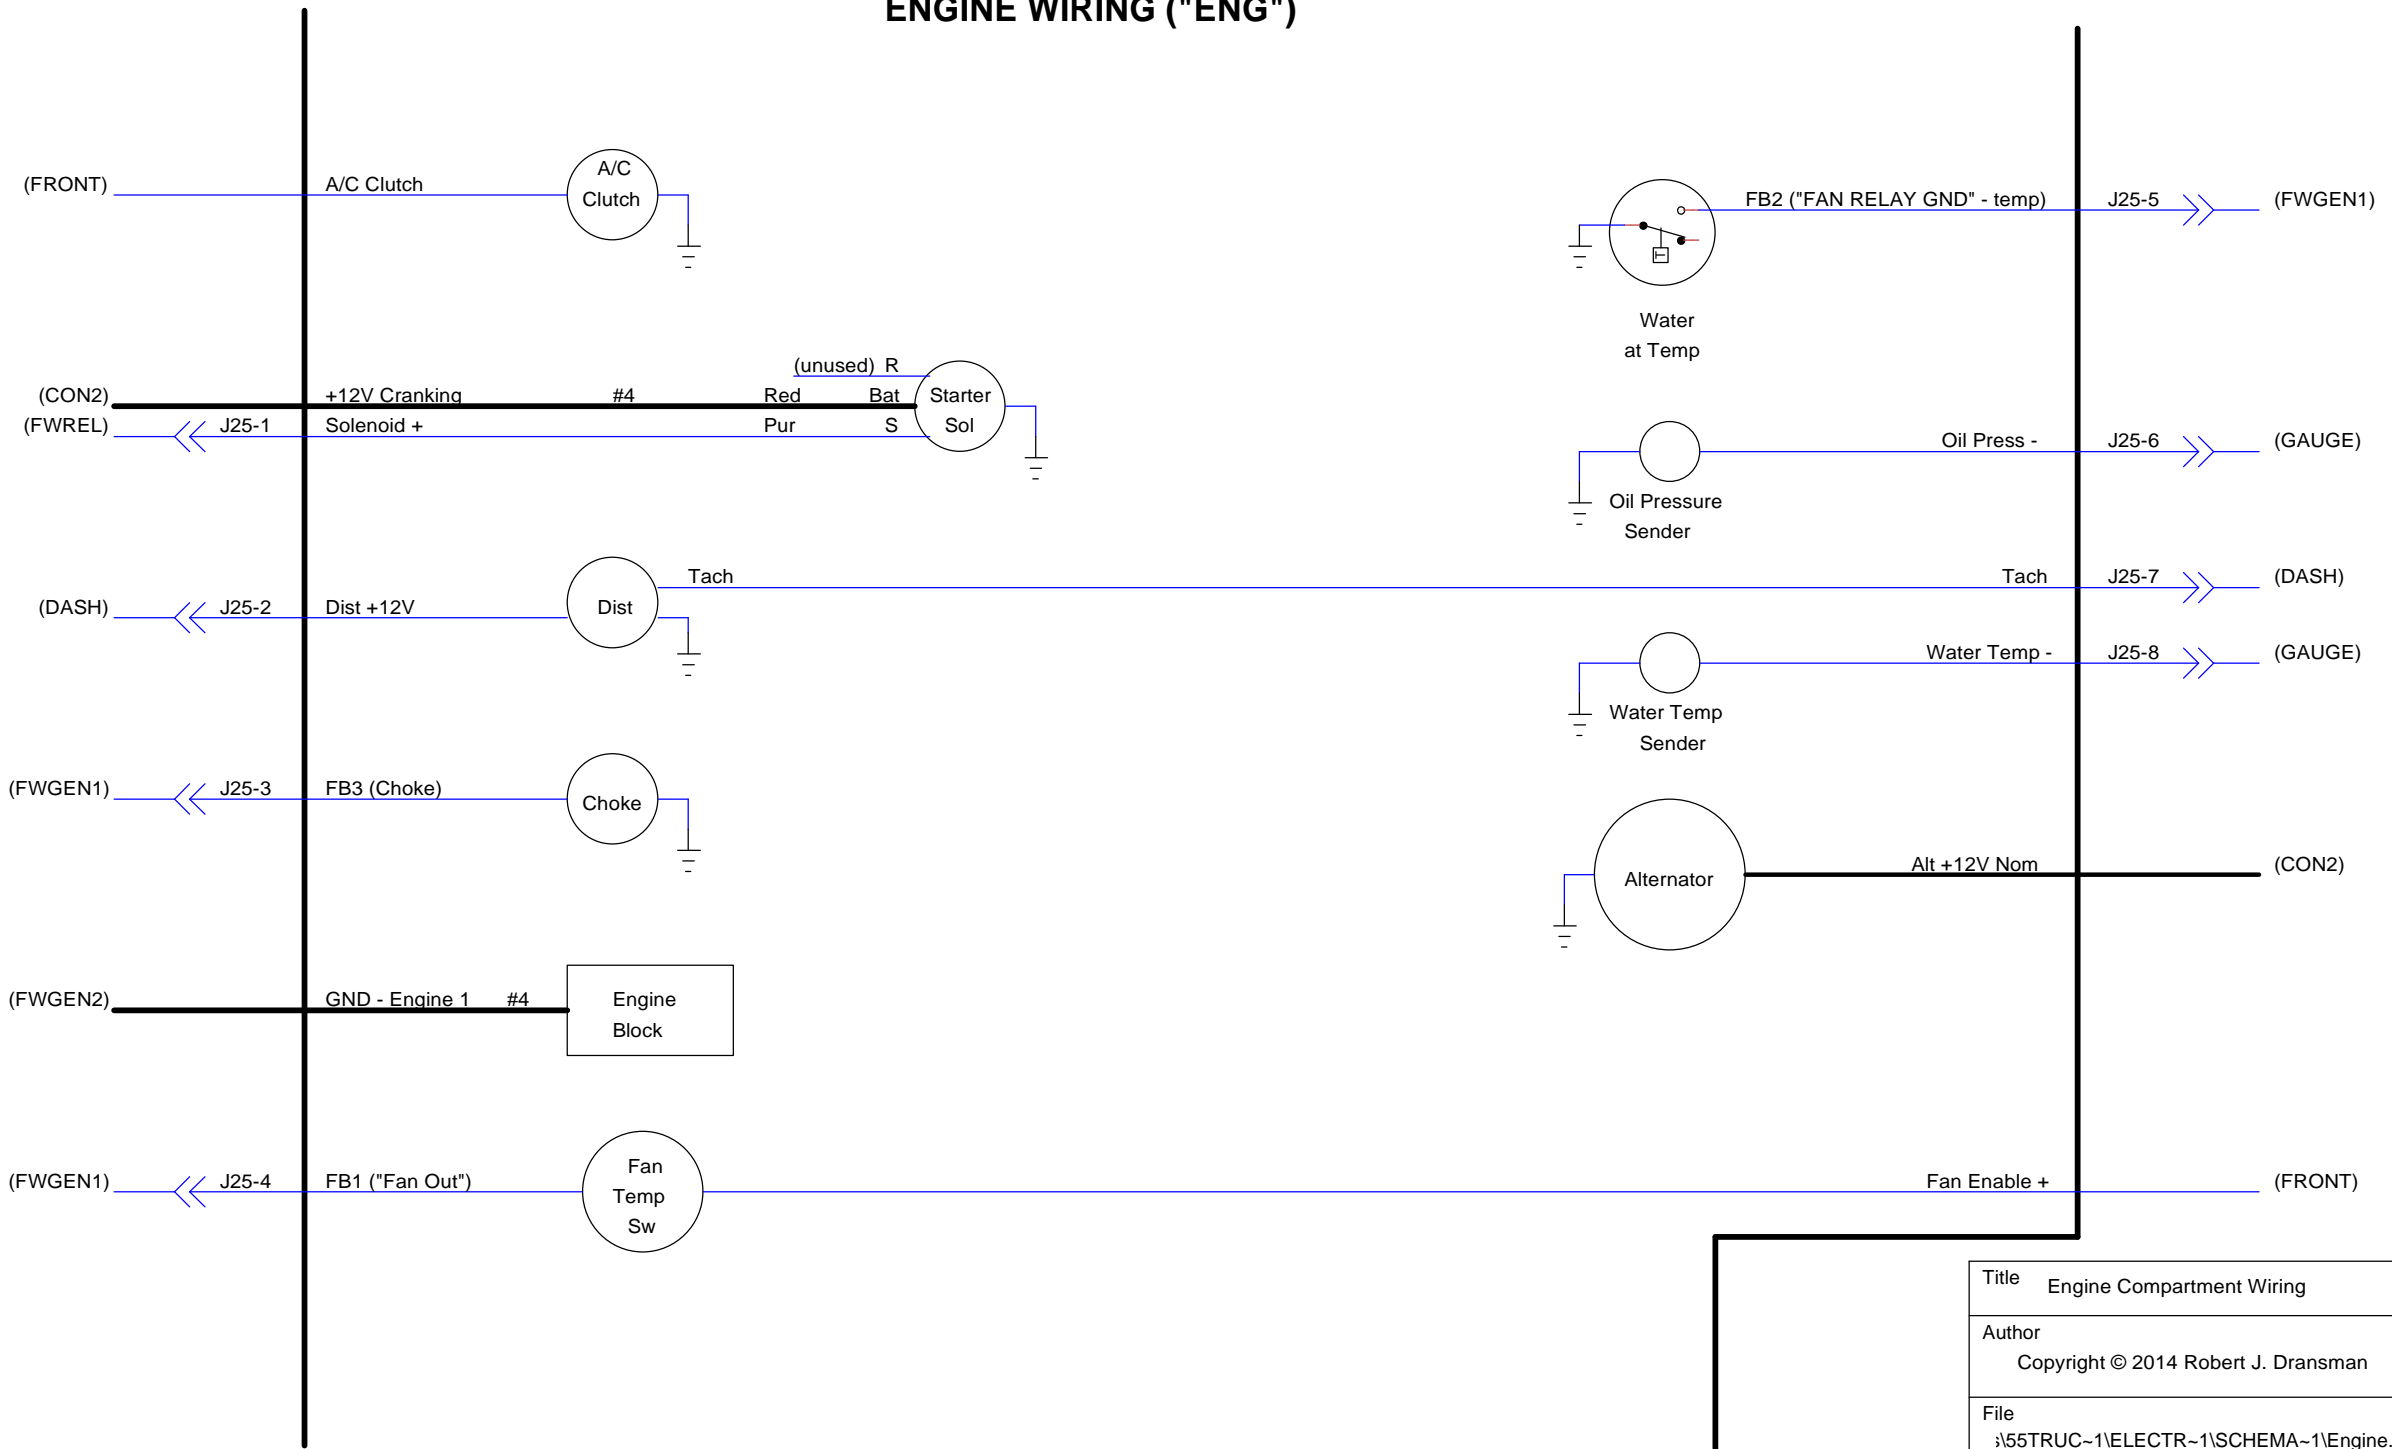 ENGINE WIRING ("ENG")
(FRONT)
A/C Clutch
A/C
Clutch
FB2 ("FAN RELAY GND" - temp)
J25-5
(FWGEN1)
T
Water
at Temp
(unused) R
(CON2)
+12V Cranking
#4
Red
Bat
Starter
(FWREL)
J25-1
Solenoid +
Pur
S
Sol
Oil Press -
J25-6
(GAUGE)
Oil Pressure
Sender
Tach
Tach
J25-7
(DASH)
(DASH)
J25-2
Dist +12V
Dist
Water Temp -
J25-8
(GAUGE)
Water Temp
Sender
(FWGEN1)
J25-3
FB3 (Choke)
Choke
Alternator
Alt +12V Nom
(CON2)
(FWGEN2)
GND - Engine 1
#4
Engine
Block
(FWGEN1)
J25-4
FB1 ("Fan Out")
Fan
Temp
Sw
Fan Enable +
(FRONT)
Title
Engine Compartment Wiring
Author
Copyright © 2014 Robert J. Dransman
File
\55TRUC~1\ELECTR~1\SCHEMA~1\Engine.